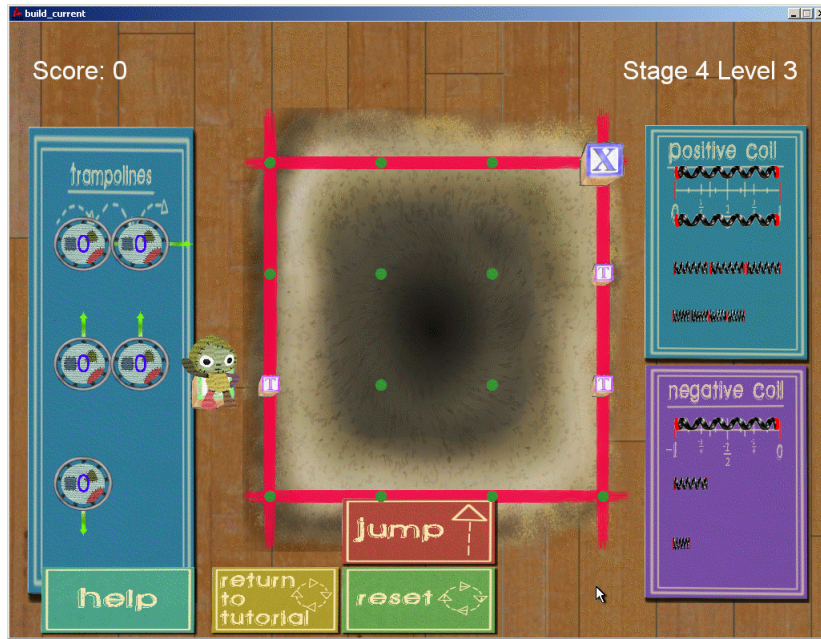 build_current
Score: 0
Stage 4 Level 3
trampolines
0 0
0 0
0
X
T
T
T
positive coil
0 1
negative coil
-1 0
help
return
to
tutorial
jump
reset